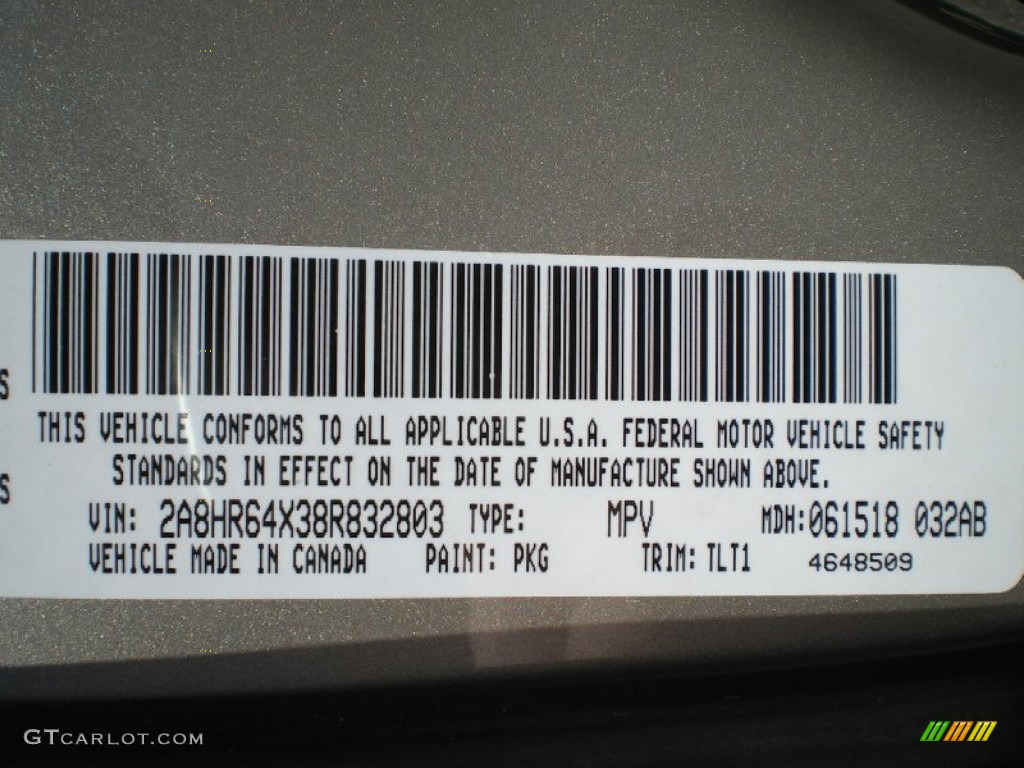 S
THIS VEHICLE CONFORMS TO ALL APPLICABLE U.S.A. FEDERAL MOTOR VEHICLE SAFETY
STANDARDS IN EFFECT ON THE DATE OF MANUFACTURE SHOWN ABOVE.
S
VIN: 2A8HR64X38R832803 TYPE: MPV MDH:061518 032AB
VEHICLE MADE IN CANADA PAINT: PKG TRIM: TLT1 4648509
GTCARLOT.COM